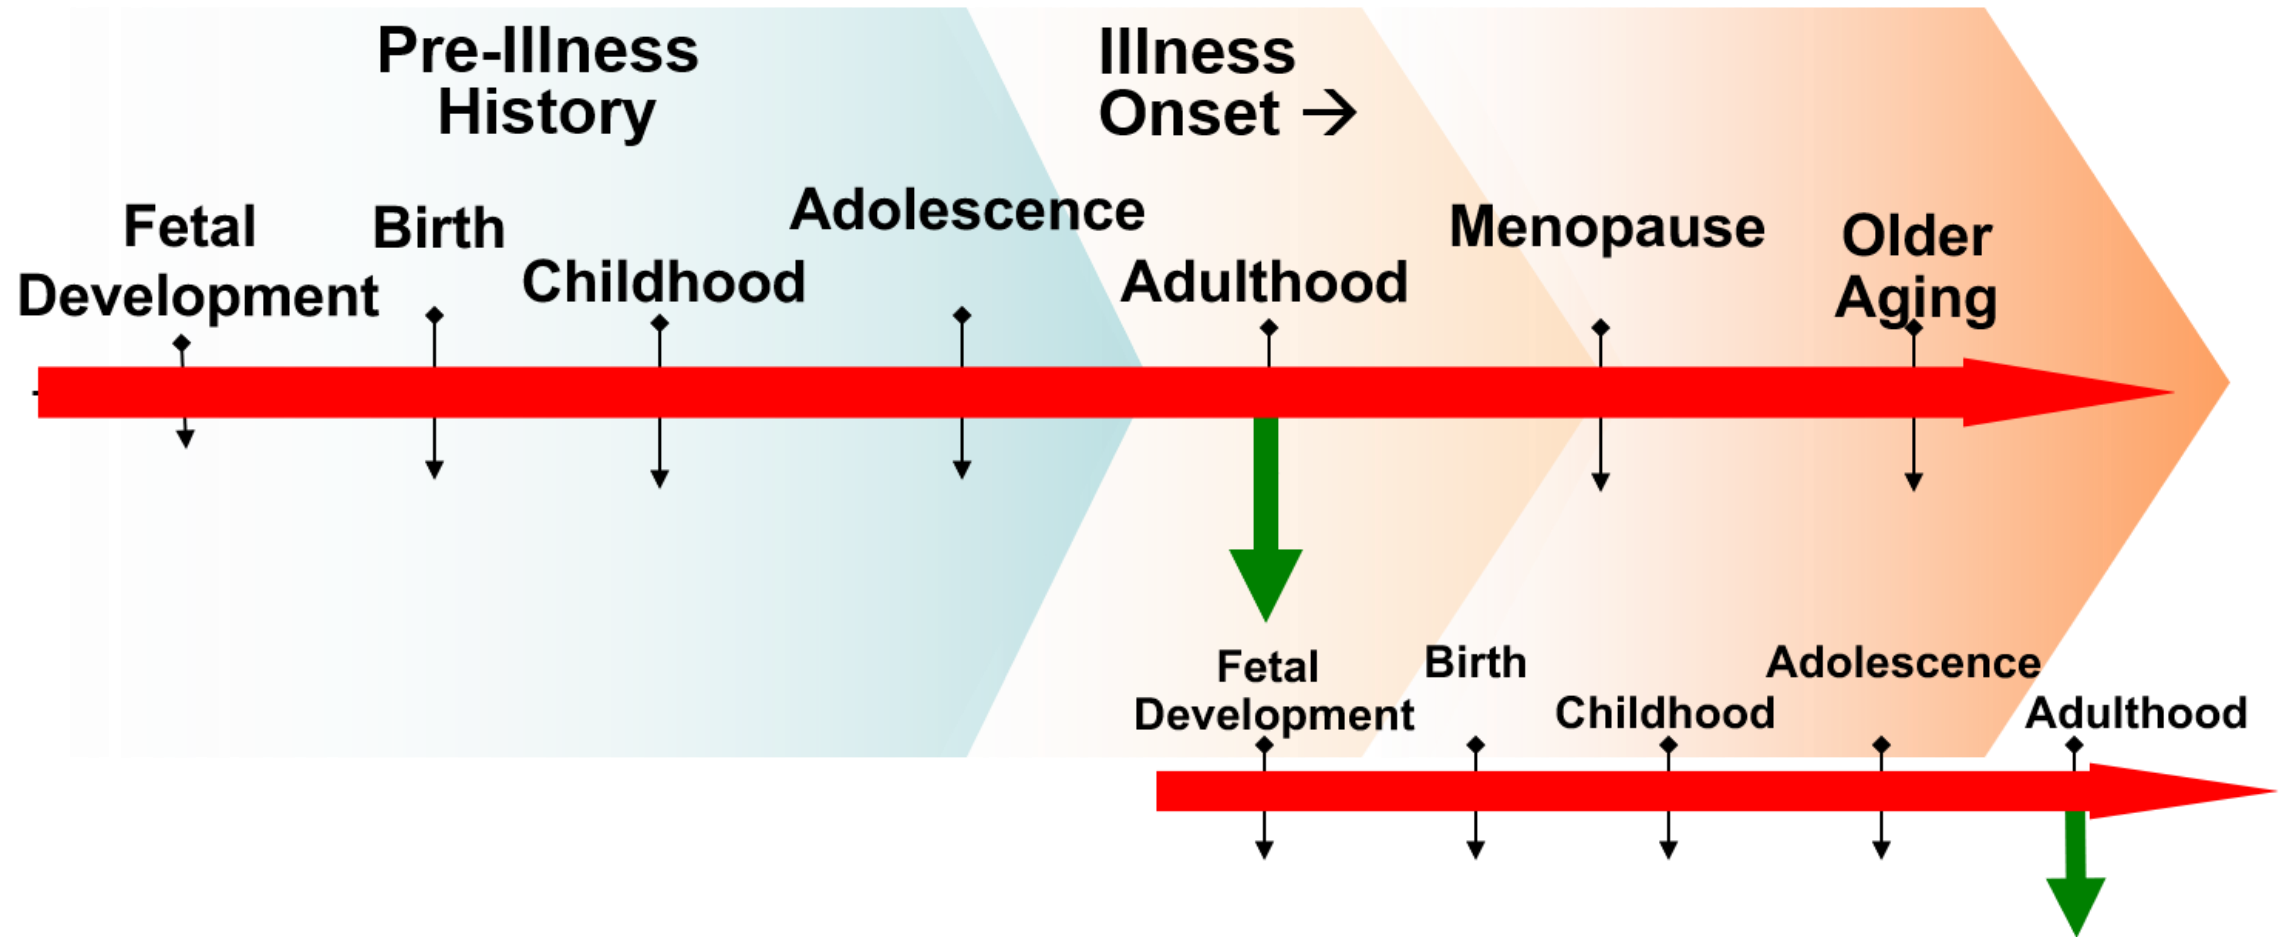 Pre-Illness
History
Illness
Onset →
Fetal
Development
Birth
Childhood
Adolescence
Adulthood
Menopause
Older
Aging
Fetal
Development
Birth
Childhood
Adolescence
Adulthood